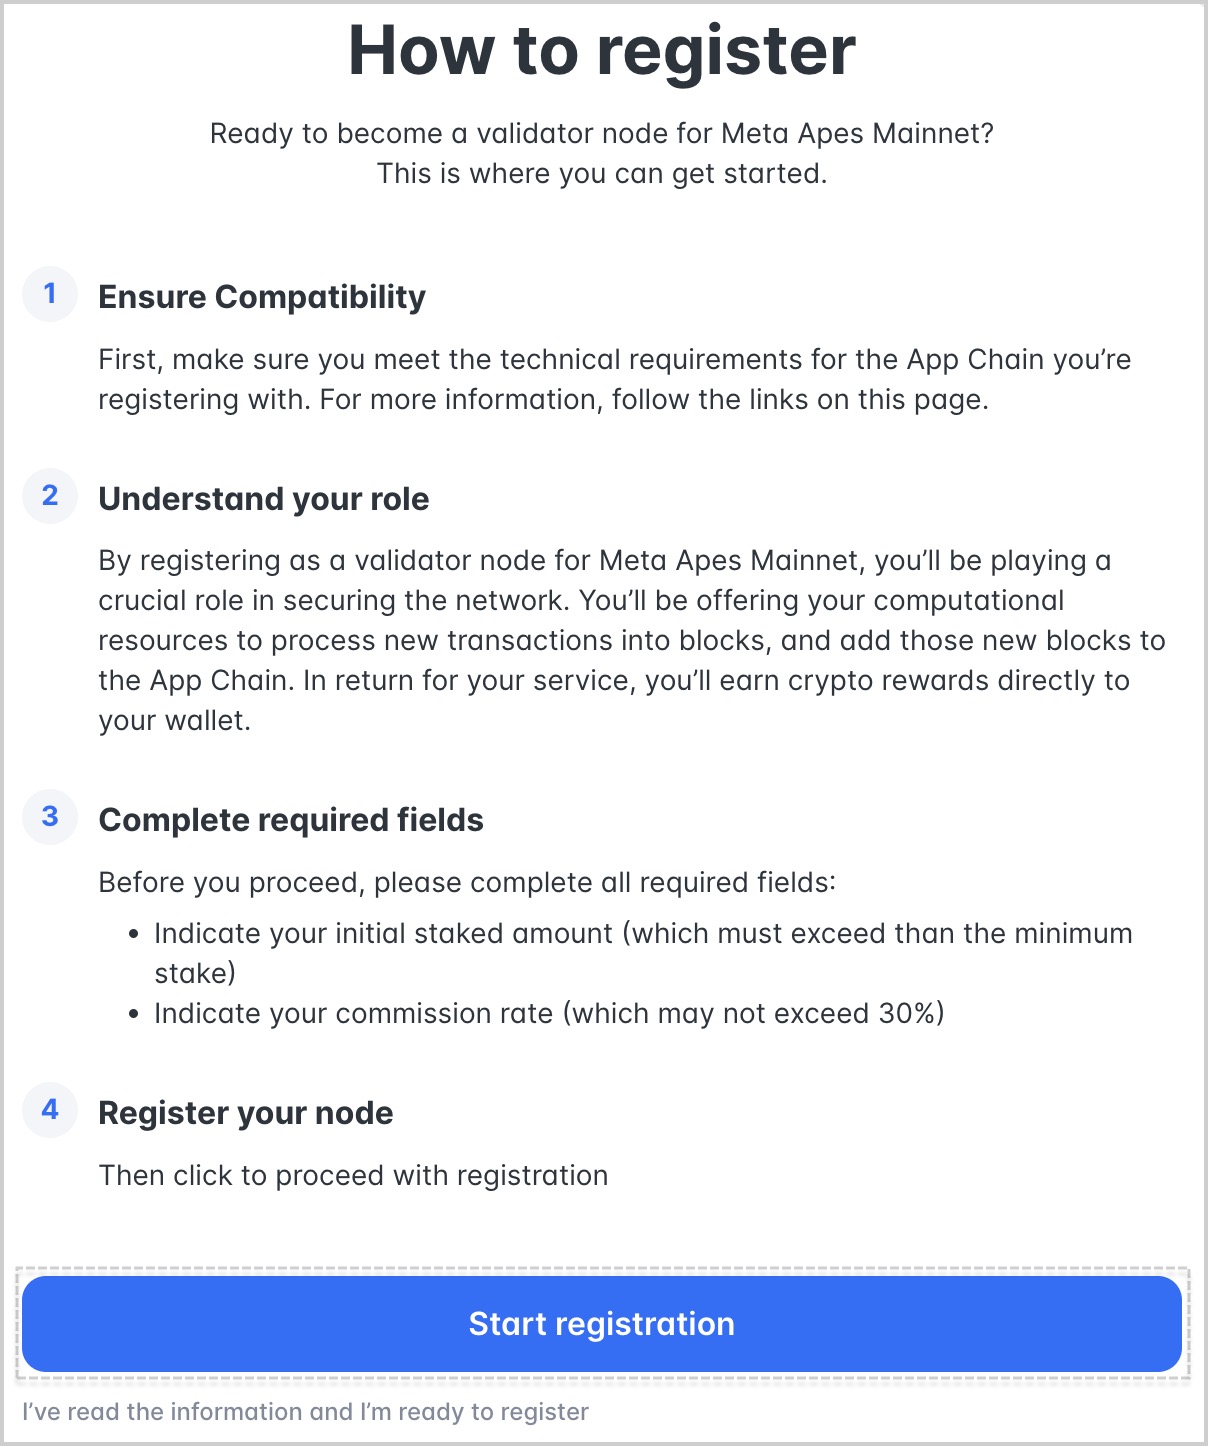 How to register
Ready to become a validator node for Meta Apes Mainnet?
This is where you can get started.
1 Ensure Compatibility
First, make sure you meet the technical requirements for the App Chain you’re
registering with. For more information, follow the links on this page.
2 Understand your role
By registering as a validator node for Meta Apes Mainnet, you’ll be playing a
crucial role in securing the network. You’ll be offering your computational
resources to process new transactions into blocks, and add those new blocks to
the App Chain. In return for your service, you’ll earn crypto rewards directly to
your wallet.
3 Complete required fields
Before you proceed, please complete all required fields:
• Indicate your initial staked amount (which must exceed than the minimum
stake)
• Indicate your commission rate (which may not exceed 30%)
4 Register your node
Then click to proceed with registration
Start registration
I’ve read the information and I’m ready to register